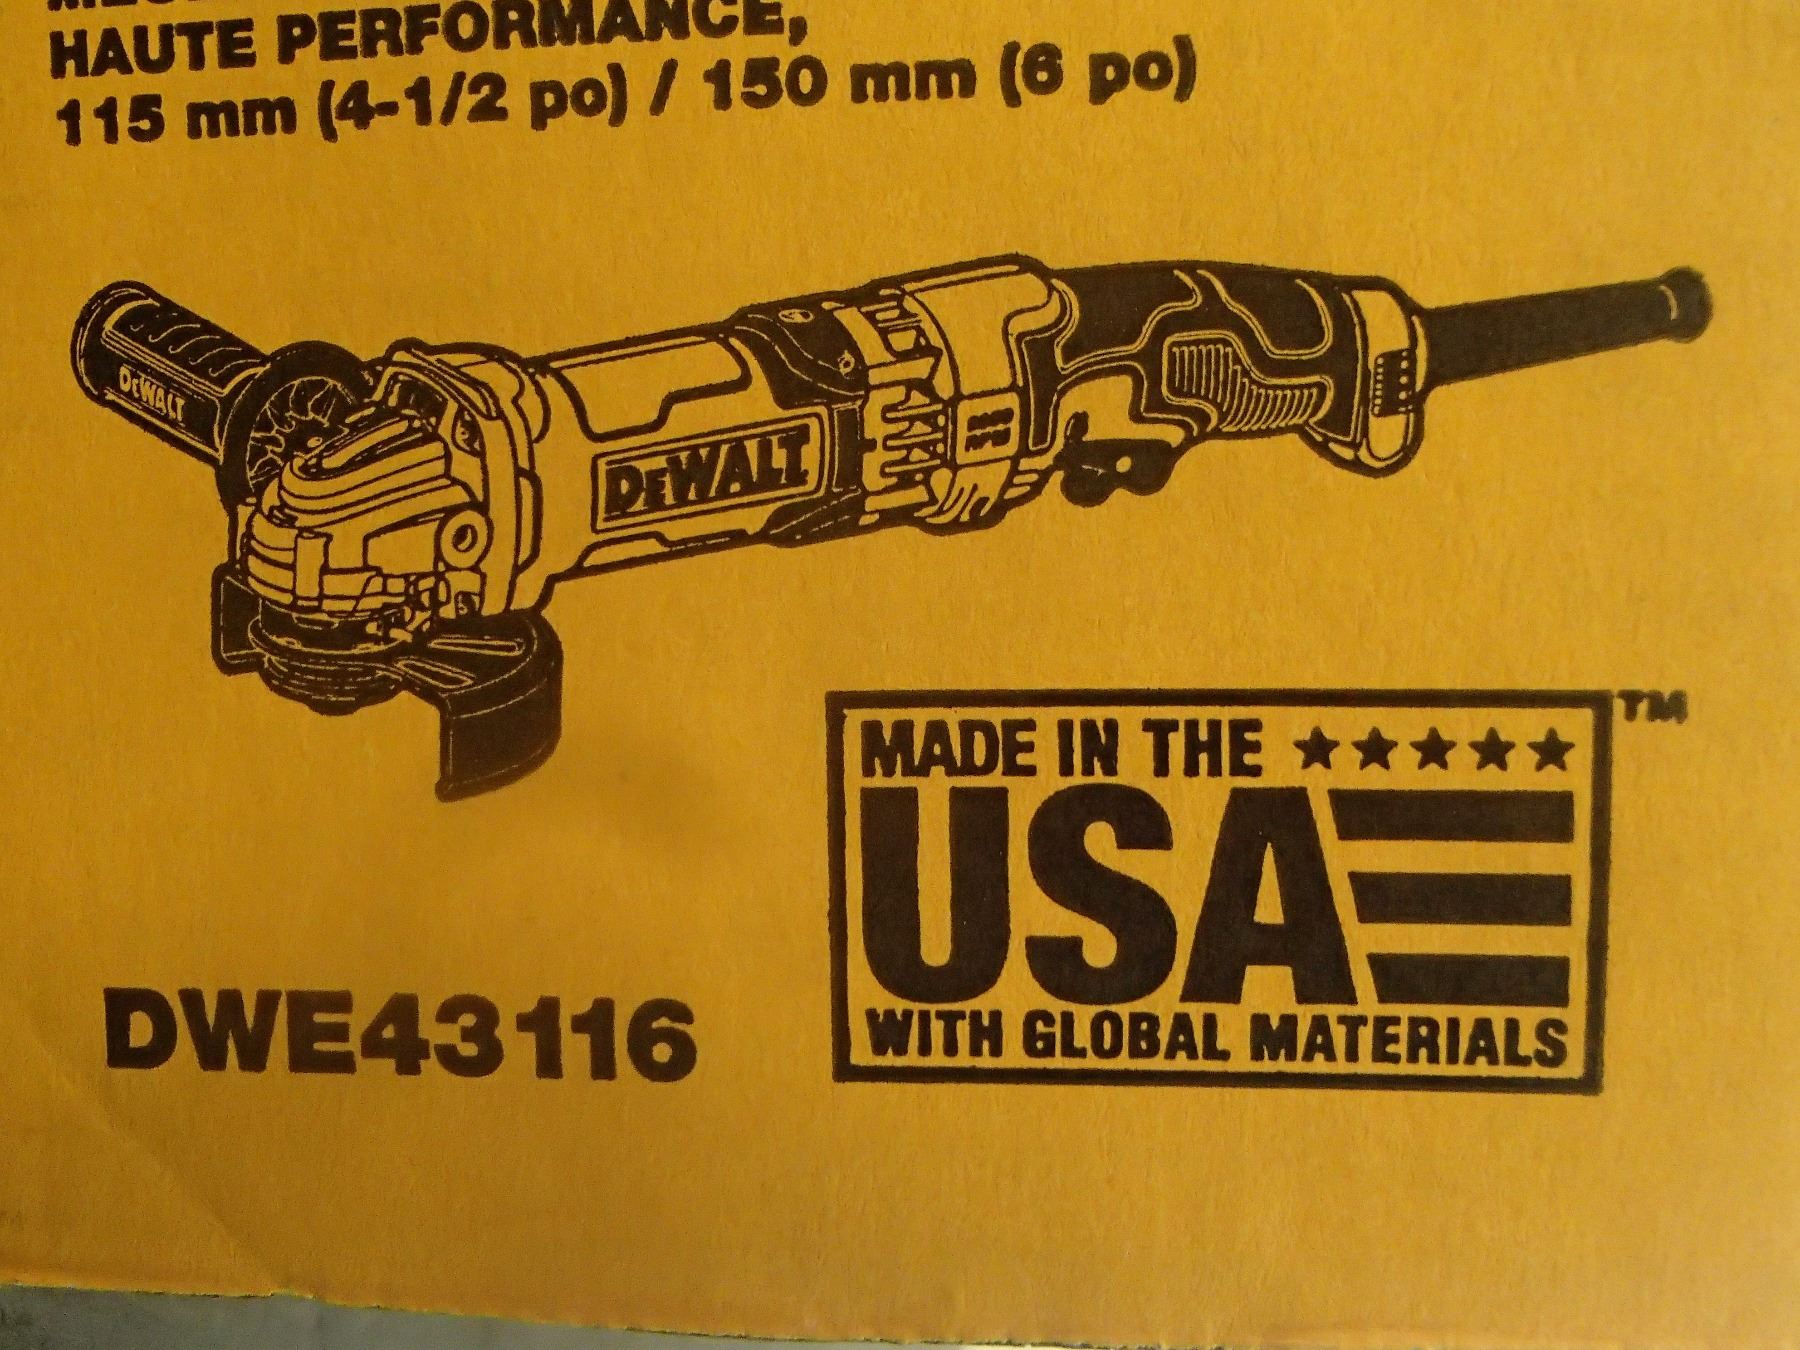 HAUTE PERFORMANCE,
115 mm (4-1/2 po) / 150 mm (6 po)
DEWALT
DEWALT
MADE IN THE ★★★★★
USA
WITH GLOBAL MATERIALS
TM
DWE43116